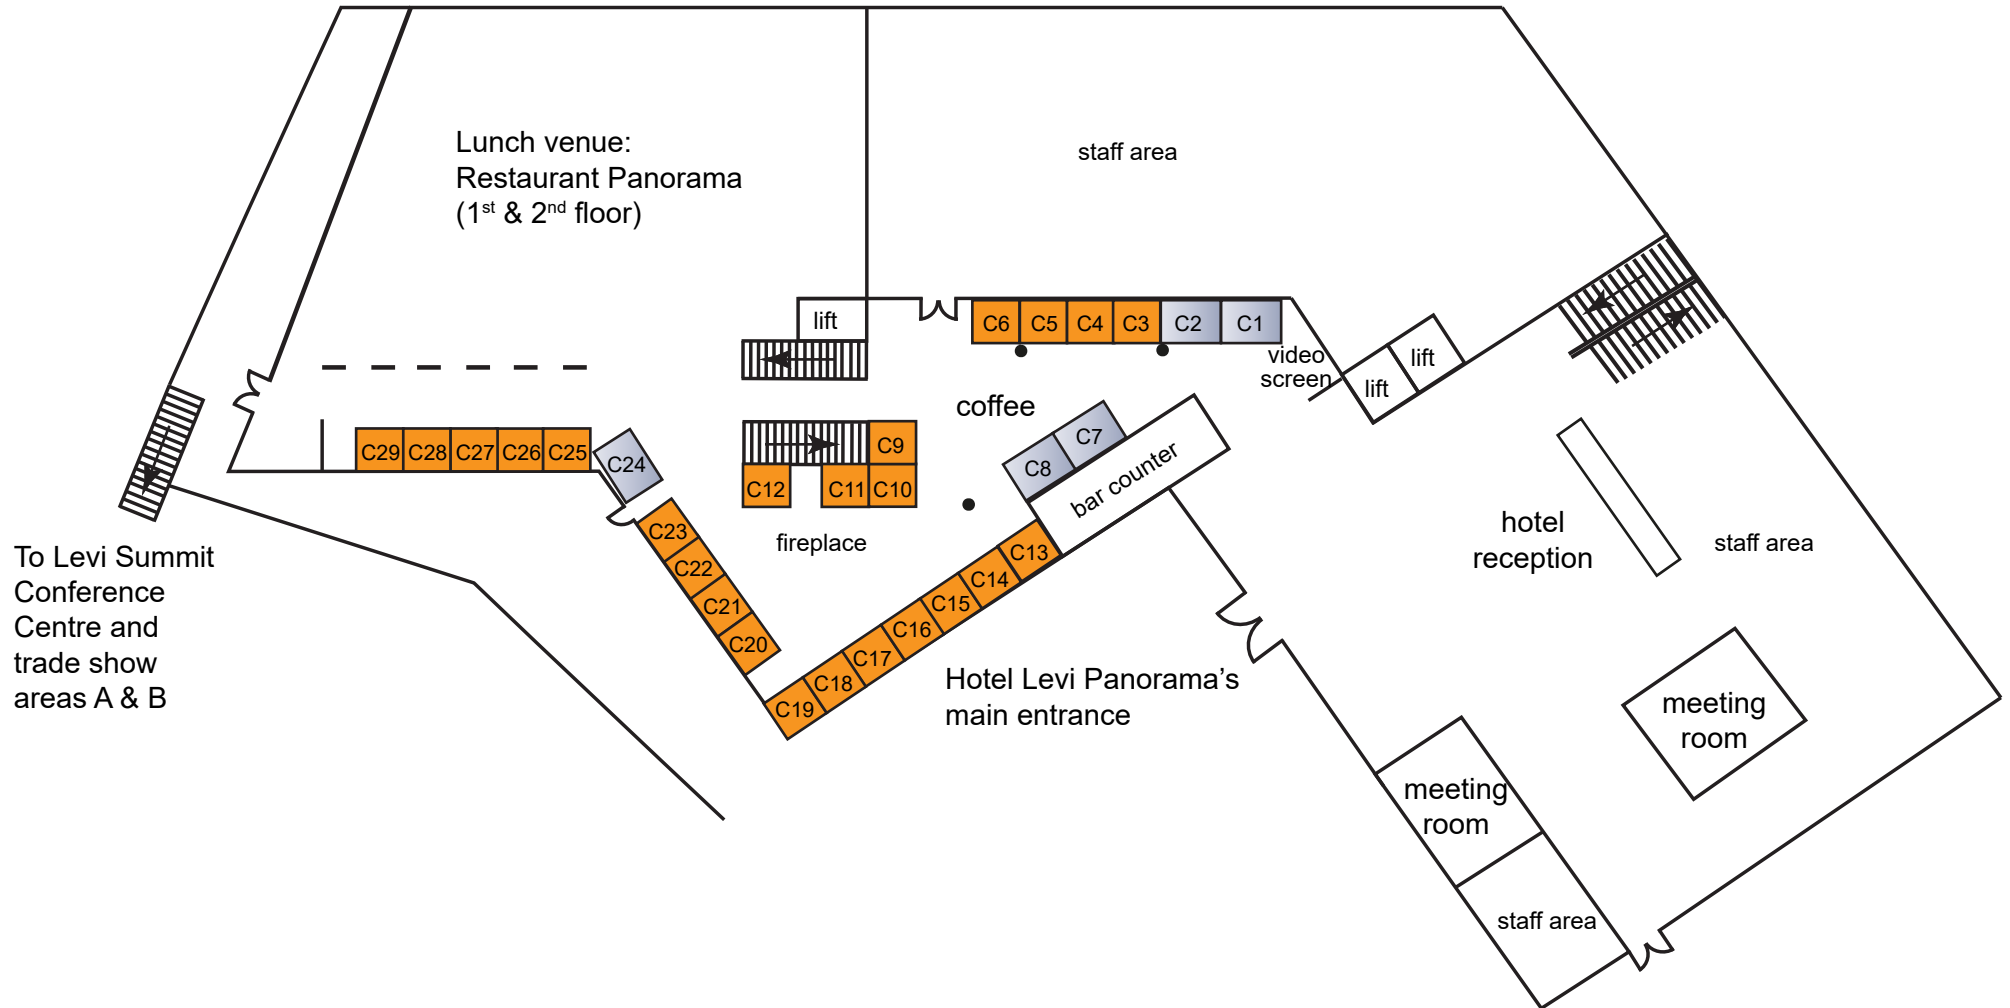 Lunch venue:
Restaurant Panorama
(1st & 2nd floor)
staff area
lift
C6 C5 C4 C3 C2 C1
video
screen
lift
lift
coffee
C29 C28 C27 C26 C25
C24
C9
C12 C11 C10
C7
C8
bar counter
fireplace
C23
C22
C21
C20
C13
C14
C15
C16
C17
C18
C19
hotel
reception
staff area
To Levi Summit
Conference
Centre and
trade show
areas A & B
Hotel Levi Panorama’s
main entrance
meeting
room
meeting
room
staff area